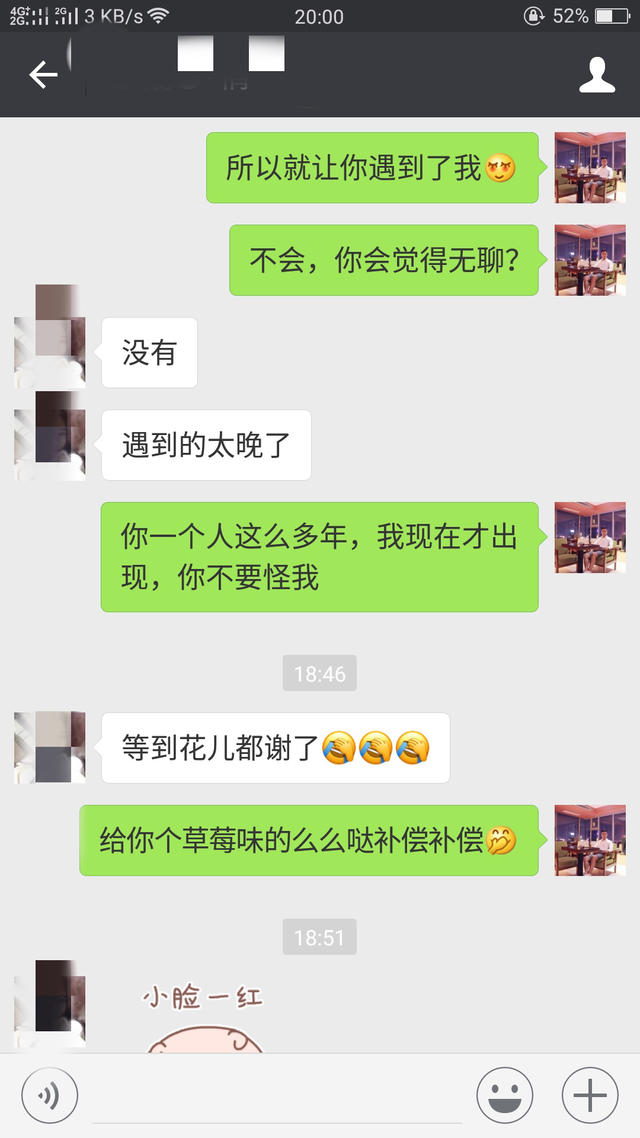 4G+ 2G 2G 3 KB/s 20:00 52%
所以就让你遇到了我
不会，你会觉得无聊？
没有
遇到的太晚了
你一个人这么多年，我现在才出
现，你不要怪我
18:46
等到花儿都谢了
给你个草莓味的么么哒补偿补偿
18:51
小脸一红